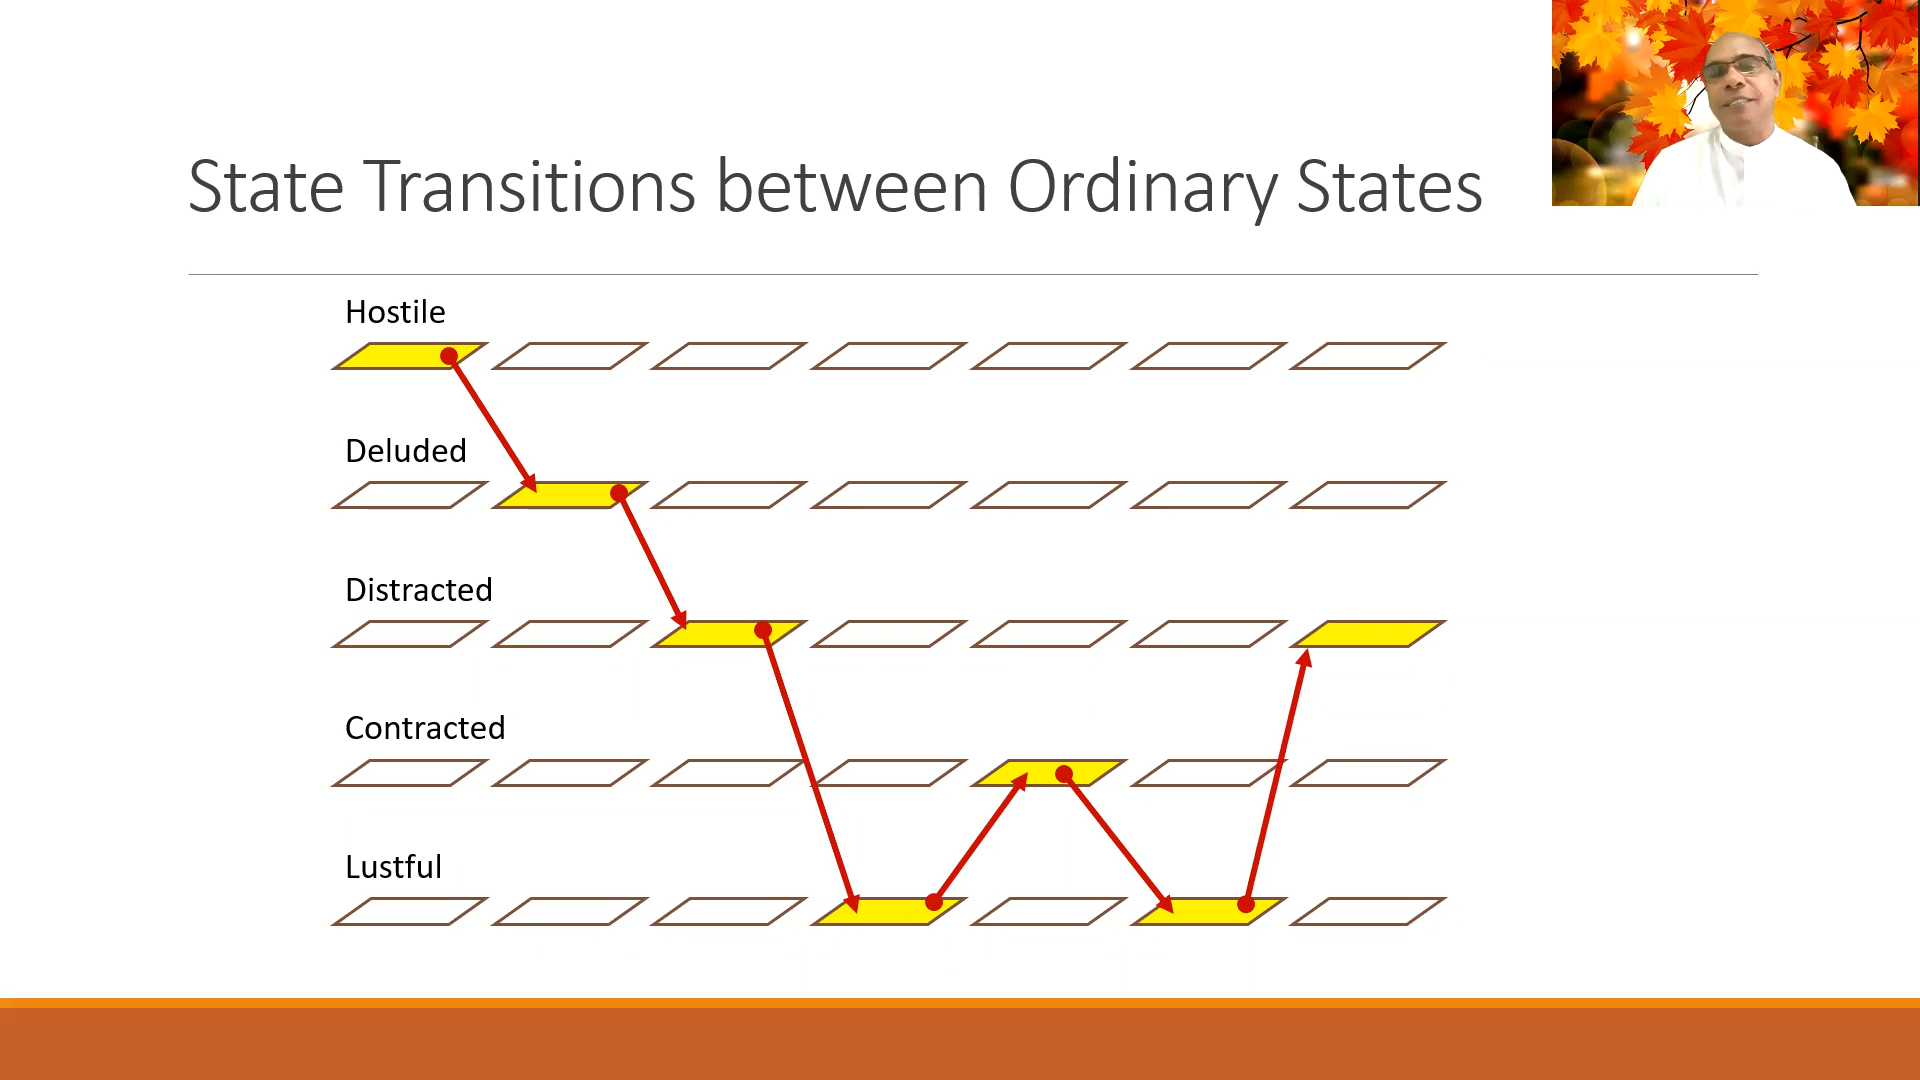 State Transitions between Ordinary States
Hostile
Deluded
Distracted
Contracted
Lustful